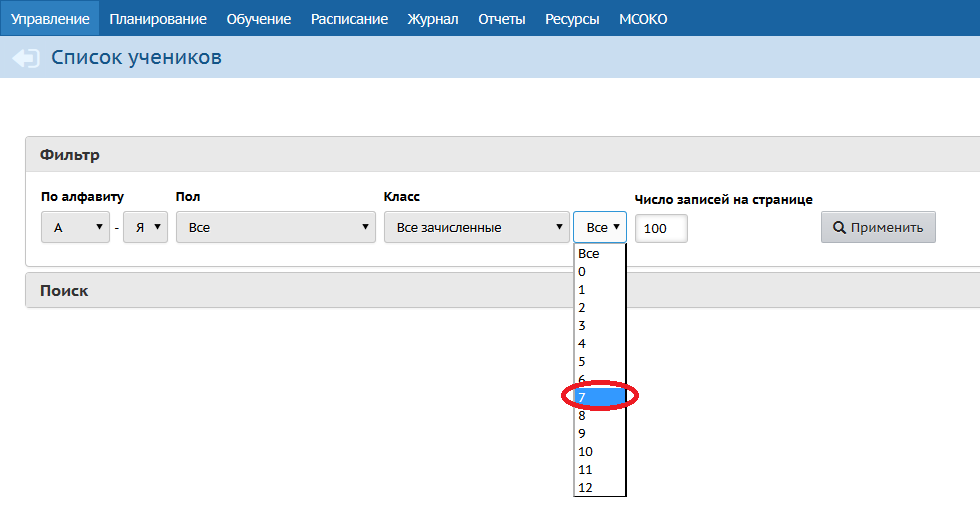 Управление Планирование Обучение Расписание Журнал Отчеты Ресурсы МСОКО
Список учеников
Фильтр
По алфавиту Пол Класс Число записей на странице
А - Я Все Все зачисленные Все 100 Применить
Все
0
1
2
3
4
5
6
7
8
9
10
11
12
Поиск